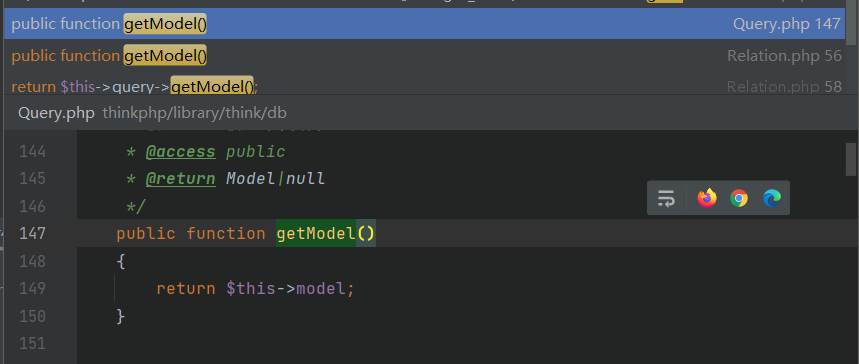 public function getModel() Query.php 147
public function getModel() Relation.php 56
return $this->query->getModel(); Relation.php 58
Query.php thinkphp/library/think/db
144 * @access public
145 * @return Model|null
146 */
147 public function getModel()
148 {
149 return $this->model;
150 }
151